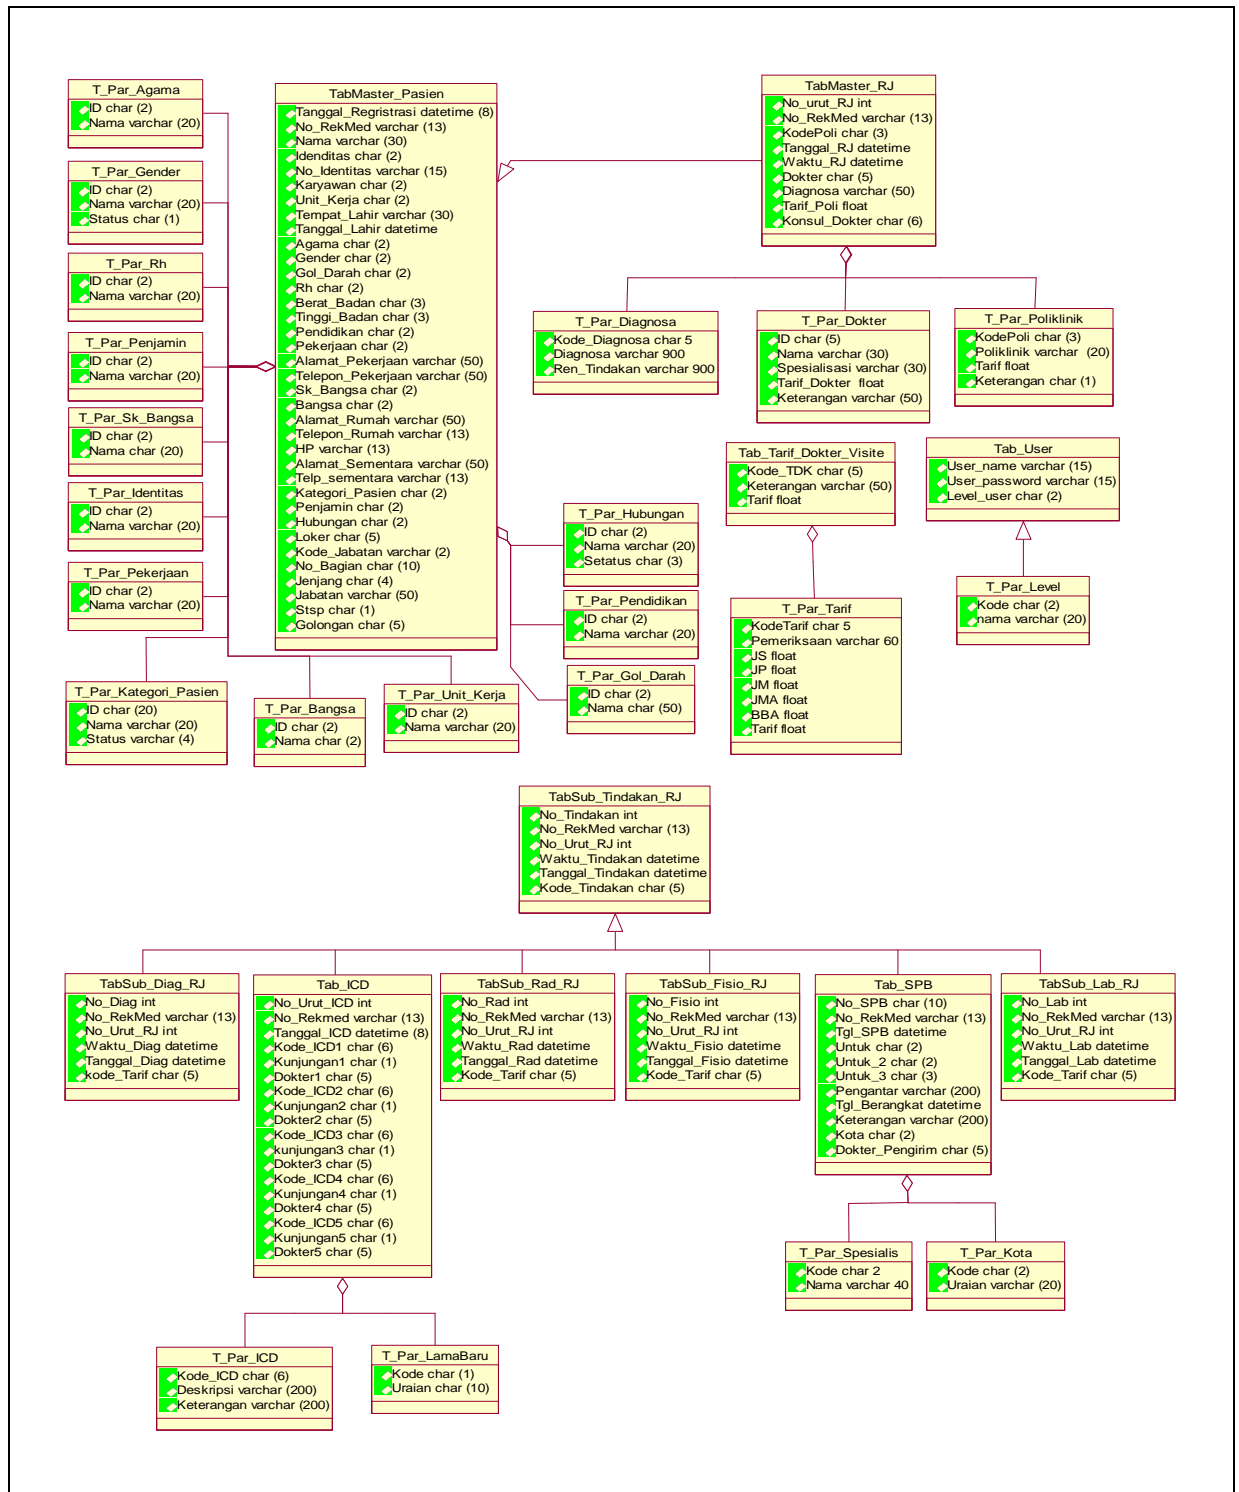 T_Par_Agama
ID char (2)
Nama varchar (20)
T_Par_Gender
ID char (2)
Nama varchar (20)
Status char (1)
T_Par_Rh
ID char (2)
Nama varchar (20)
T_Par_Penjamin
ID char (2)
Nama varchar (20)
T_Par_Sk_Bangsa
ID char (2)
Nama char (20)
T_Par_Identitas
ID char (2)
Nama varchar (20)
T_Par_Pekerjaan
ID char (2)
Nama varchar (20)
T_Par_Kategori_Pasien
ID char (20)
Nama varchar (20)
Status varchar (4)
T_Par_Bangsa
ID char (2)
Nama char (2)
T_Par_Unit_Kerja
ID char (2)
Nama varchar (20)
TabMaster_Pasien
Tanggal_Regristrasi datetime (8)
No_RekMed varchar (13)
Nama varchar (30)
Idenditas char (2)
No_Identitas varchar (15)
Karyawan char (2)
Unit_Kerja char (2)
Tempat_Lahir varchar (30)
Tanggal_Lahir datetime
Agama char (2)
Gender char (2)
Gol_Darah char (2)
Rh char (2)
Berat_Badan char (3)
Tinggi_Badan char (3)
Pendidikan char (2)
Pekerjaan char (2)
Alamat_Pekerjaan varchar (50)
Telepon_Pekerjaan varchar (50)
Sk_Bangsa char (2)
Bangsa char (2)
Alamat_Rumah varchar (50)
Telepon_Rumah varchar (13)
HP varchar (13)
Alamat_Sementara varchar (50)
Telp_sementara varchar (13)
Kategori_Pasien char (2)
Penjamin char (2)
Hubungan char (2)
Loker char (5)
Kode_Jabatan varchar (2)
No_Bagian char (10)
Jenjang char (4)
Jabatan varchar (50)
Stsp char (1)
Golongan char (5)
TabMaster_RJ
No_urut_RJ int
No_RekMed varchar (13)
KodePoli char (3)
Tanggal_RJ datetime
Waktu_RJ datetime
Dokter char (5)
Diagnosa varchar (50)
Tarif_Poli float
Konsul_Dokter char (6)
T_Par_Diagnosa
Kode_Diagnosa char 5
Diagnosa varchar 900
Ren_Tindakan varchar 900
T_Par_Dokter
ID char (5)
Nama varchar (30)
Spesialisasi varchar (30)
Tarif_Dokter float
Keterangan varchar (50)
T_Par_Poliklinik
KodePoli char (3)
Poliklinik varchar (20)
Tarif float
Keterangan char (1)
Tab_Tarif_Dokter_Visite
Kode_TDK char (5)
Keterangan varchar (50)
Tarif float
Tab_User
User_name varchar (15)
User_password varchar (15)
Level_user char (2)
T_Par_Hubungan
ID char (2)
Nama varchar (20)
Setatus char (3)
T_Par_Pendidikan
ID char (2)
Nama varchar (20)
T_Par_Gol_Darah
ID char (2)
Nama char (50)
T_Par_Tarif
KodeTarif char 5
Pemeriksaan varchar 60
JS float
JP float
JM float
JMA float
BBA float
Tarif float
T_Par_Level
Kode char (2)
nama varchar (20)
TabSub_Tindakan_RJ
No_Tindakan int
No_RekMed varchar (13)
No_Urut_RJ int
Waktu_Tindakan datetime
Tanggal_Tindakan datetime
Kode_Tindakan char (5)
TabSub_Diag_RJ
No_Diag int
No_RekMed varchar (13)
No_Urut_RJ int
Waktu_Diag datetime
Tanggal_Diag datetime
kode_Tarif char (5)
Tab_ICD
No_Urut_ICD int
No_Rekmed varchar (13)
Tanggal_ICD datetime (8)
Kode_ICD1 char (6)
Kunjungan1 char (1)
Dokter1 char (5)
Kode_ICD2 char (6)
Kunjungan2 char (1)
Dokter2 char (5)
Kode_ICD3 char (6)
kunjungan3 char (1)
Dokter3 char (5)
Kode_ICD4 char (6)
Kunjungan4 char (1)
Dokter4 char (5)
Kode_ICD5 char (6)
Kunjungan5 char (1)
Dokter5 char (5)
TabSub_Rad_RJ
No_Rad int
No_RekMed varchar (13)
No_Urut_RJ int
Waktu_Rad datetime
Tanggal_Rad datetime
Kode_Tarif char (5)
TabSub_Fisio_RJ
No_Fisio int
No_RekMed varchar (13)
No_Urut_RJ int
Waktu_Fisio datetime
Tanggal_Fisio datetime
Kode_Tarif char (5)
Tab_SPB
No_SPB char (10)
No_RekMed varchar (13)
Tgl_SPB datetime
Untuk char (2)
Untuk_2 char (2)
Untuk_3 char (3)
Pengantar varchar (200)
Tgl_Berangkat datetime
Keterangan varchar (200)
Kota char (2)
Dokter_Pengirim char (5)
TabSub_Lab_RJ
No_Lab int
No_RekMed varchar (13)
No_Urut_RJ int
Waktu_Lab datetime
Tanggal_Lab datetime
Kode_Tarif char (5)
T_Par_Spesialis
Kode char 2
Nama varchar 40
T_Par_Kota
Kode char (2)
Uraian varchar (20)
T_Par_ICD
Kode_ICD char (6)
Deskripsi varchar (200)
Keterangan varchar (200)
T_Par_LamaBaru
Kode char (1)
Uraian char (10)